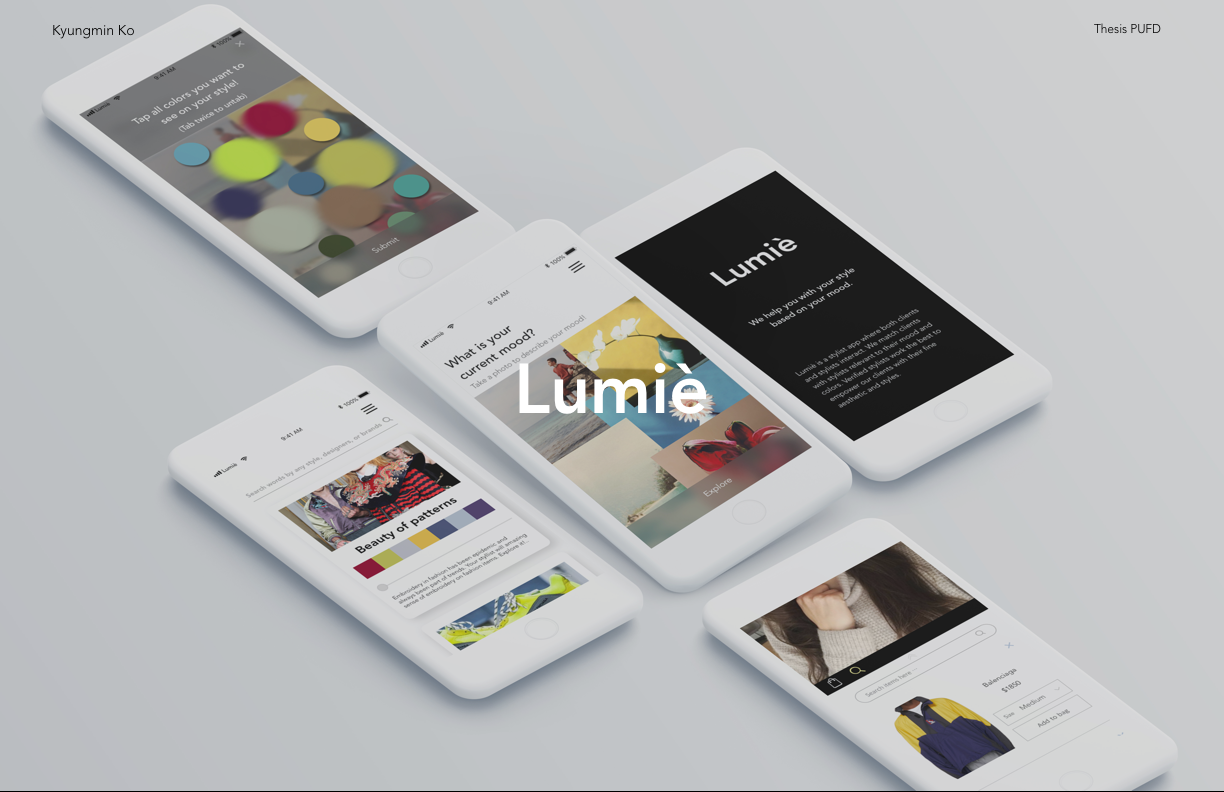 Kyungmin Ko
Thesis PUFD
Lumiè
9:41 AM
100%
Tap all colors you want to
see on your style!
(Tab twice to untab)
Submit
Lumiè
We help you with your style
based on your mood.
Lumiè is a stylist app where both clients
and stylists interact. We match clients
with stylists relevant to their mood and
colors. Verified stylists work the best to
empower our clients with their fine
aesthetic and styles.
Lumiè
9:41 AM
100%
What is your
current mood?
Take a photo to describe your mood!
Lumiè
Explore
Lumiè
9:41 AM
100%
Search words by any style, designers, or brands
Beauty of patterns
Embroidery in fashion has been epidemic and
always been part of trends. Your stylist will amazing
sense of embroidery on fashion items. Explore it!...
Search items here ...
Balenciaga
$1850
Size Medium
Add to bag